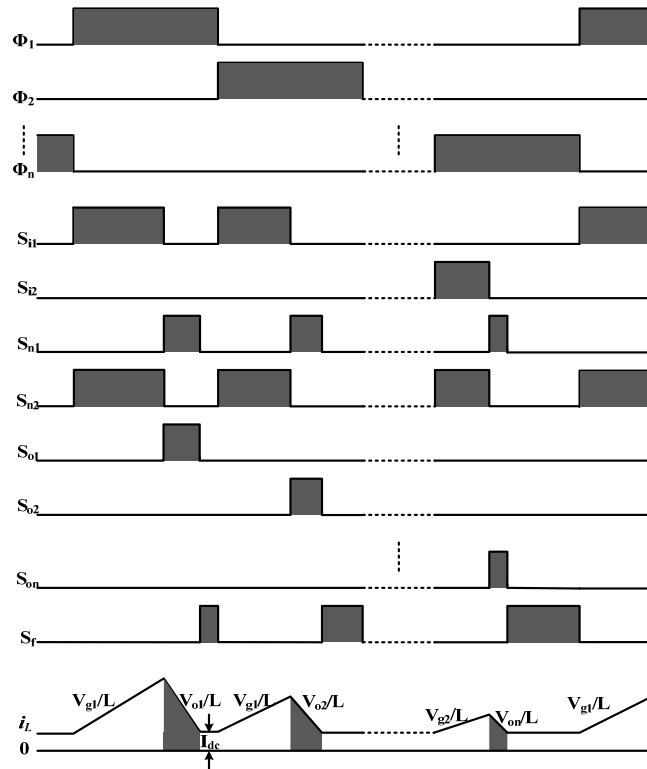 Φ1
Φ2
Φn
Si1
Si2
Sn1
Sn2
So1
So2
Son
Sf
Vg1/L Vo1/L Vg1/L Vo2/L Vg2/L Von/L Vg1/L
iL
Idc
0